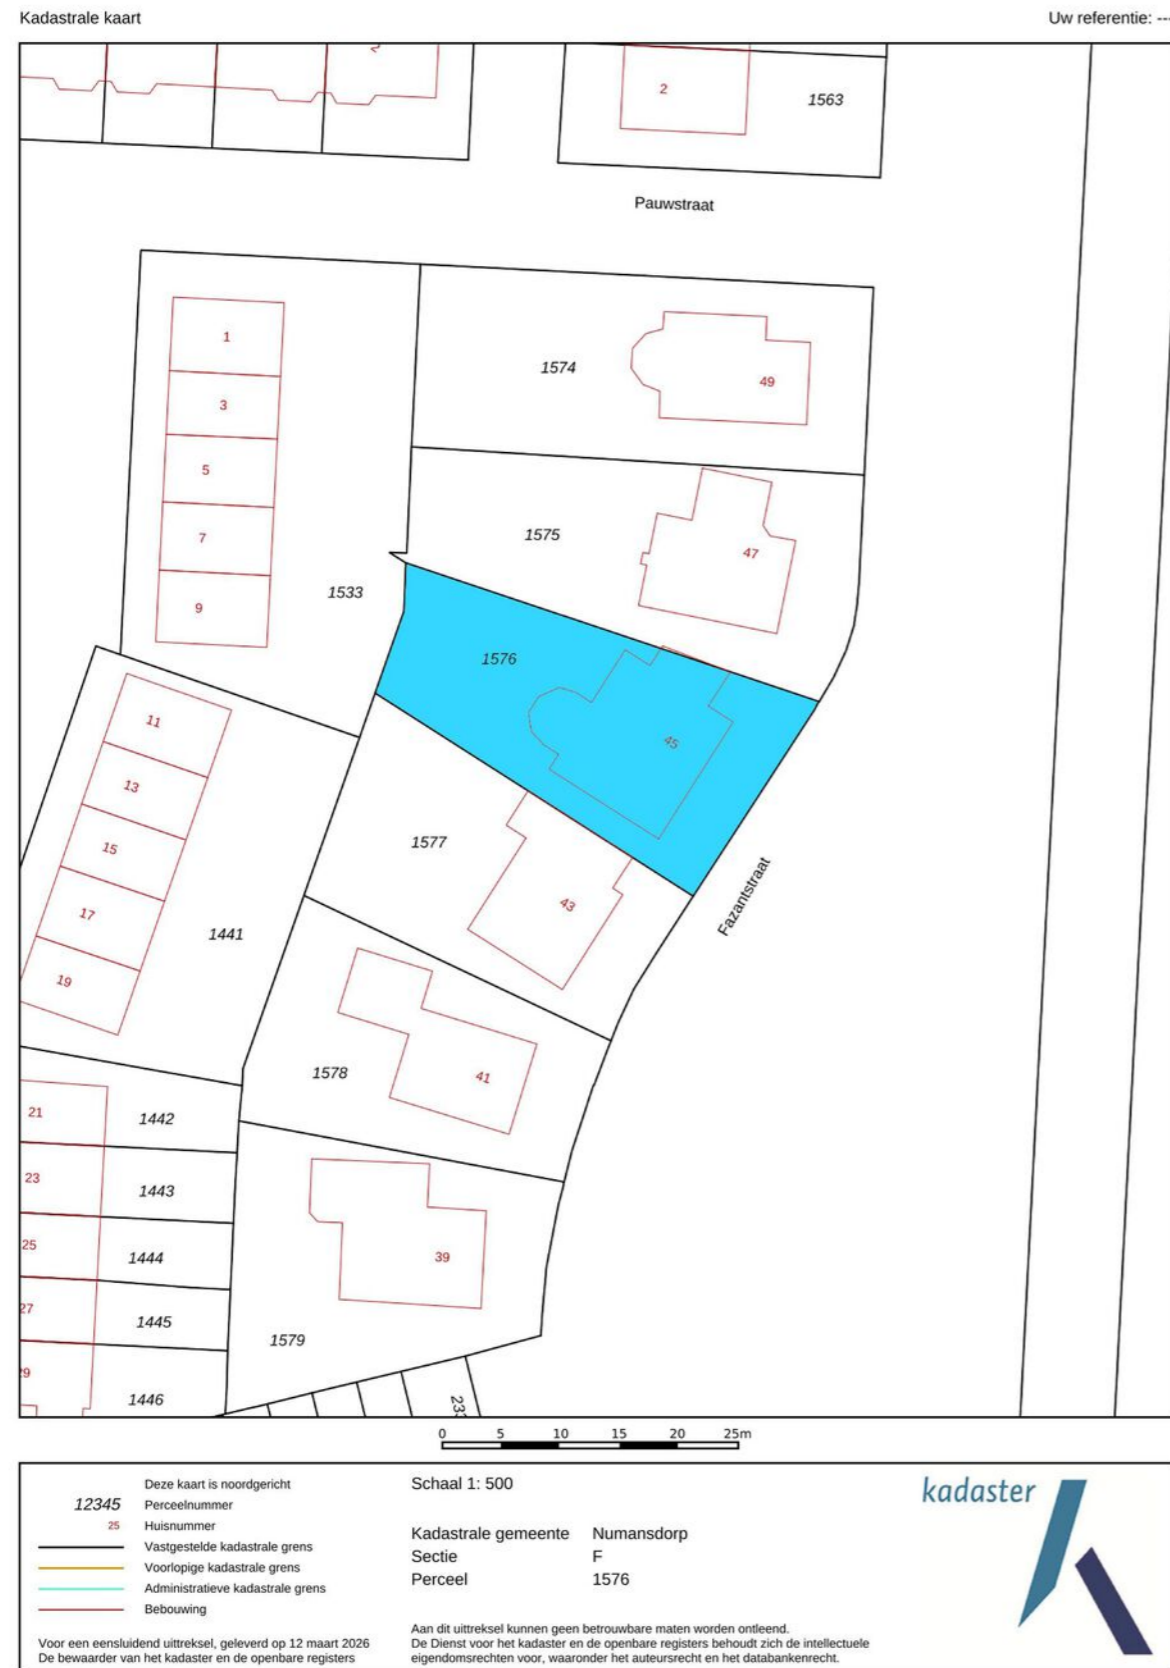 Kadastrale kaart
Uw referentie: ---
2
2
1563
Pauwstraat
1
1574
49
3
5
1575
47
7
1533
9
1576
11
45
13
1577
15
Fazantstraat
43
17
1441
19
1578
41
21
1442
23
1443
25
1444
39
27
1445
1579
29
1446
233
0 5 10 15 20 25m
Deze kaart is noordgericht
12345 Perceelnummer
25 Huisnummer
Vastgestelde kadastrale grens
Voorlopige kadastrale grens
Administratieve kadastrale grens
Bebouwing
Voor een eensluidend uittreksel, geleverd op 12 maart 2026
De bewaarder van het kadaster en de openbare registers
Schaal 1: 500
Kadastrale gemeente Numansdorp
Sectie F
Perceel 1576
Aan dit uittreksel kunnen geen betrouwbare maten worden ontleend.
De Dienst voor het kadaster en de openbare registers behoudt zich de intellectuele
eigendomsrechten voor, waaronder het auteursrecht en het databankenrecht.
kadaster